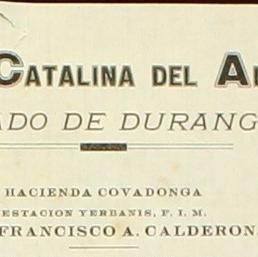 CATALINA DEL A
ADO DE DURANG
HACIENDA COVADONGA
ESTACION YERBANIS, F. I. M.
FRANCISCO A. CALDERON